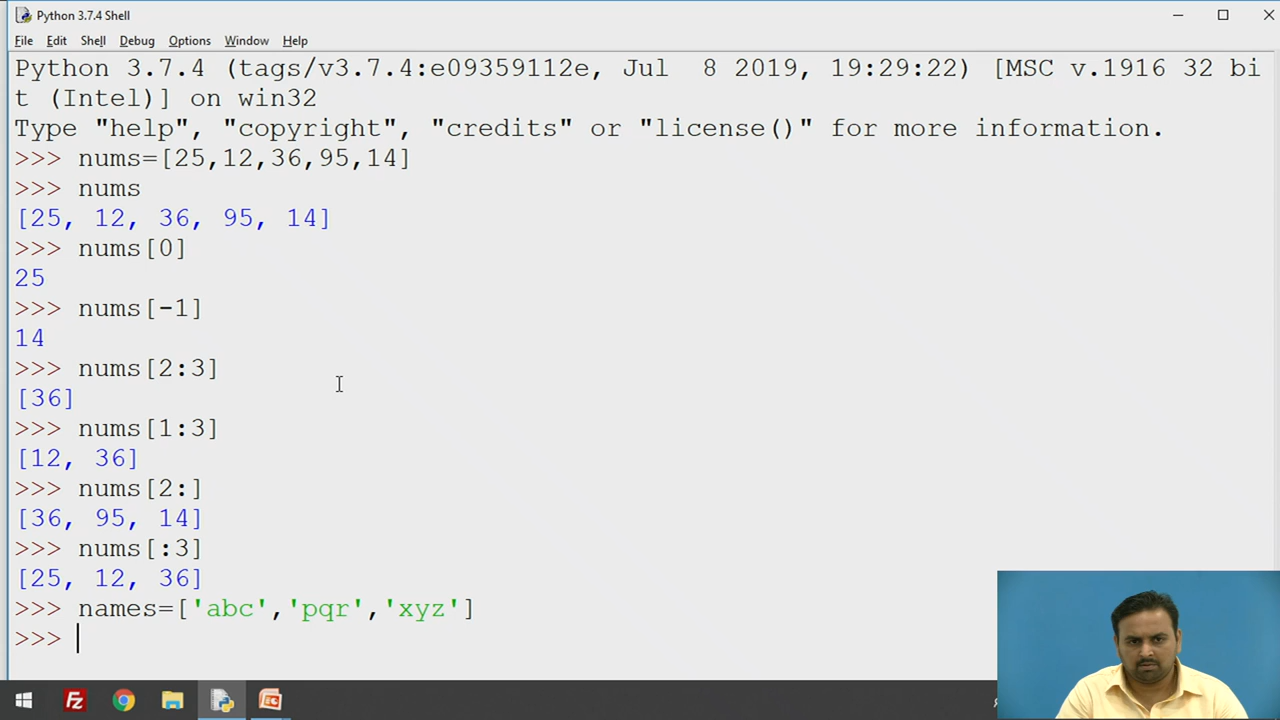 Python 3.7.4 Shell
File Edit Shell Debug Options Window Help
Python 3.7.4 (tags/v3.7.4:e09359112e, Jul  8 2019, 19:29:22) [MSC v.1916 32 bi
t (Intel)] on win32
Type "help", "copyright", "credits" or "license()" for more information.
>>> nums=[25,12,36,95,14]
>>> nums
[25, 12, 36, 95, 14]
>>> nums[0]
25
>>> nums[-1]
14
>>> nums[2:3]
[36]
>>> nums[1:3]
[12, 36]
>>> nums[2:]
[36, 95, 14]
>>> nums[:3]
[25, 12, 36]
>>> names=['abc','pqr','xyz']
>>>
Fz